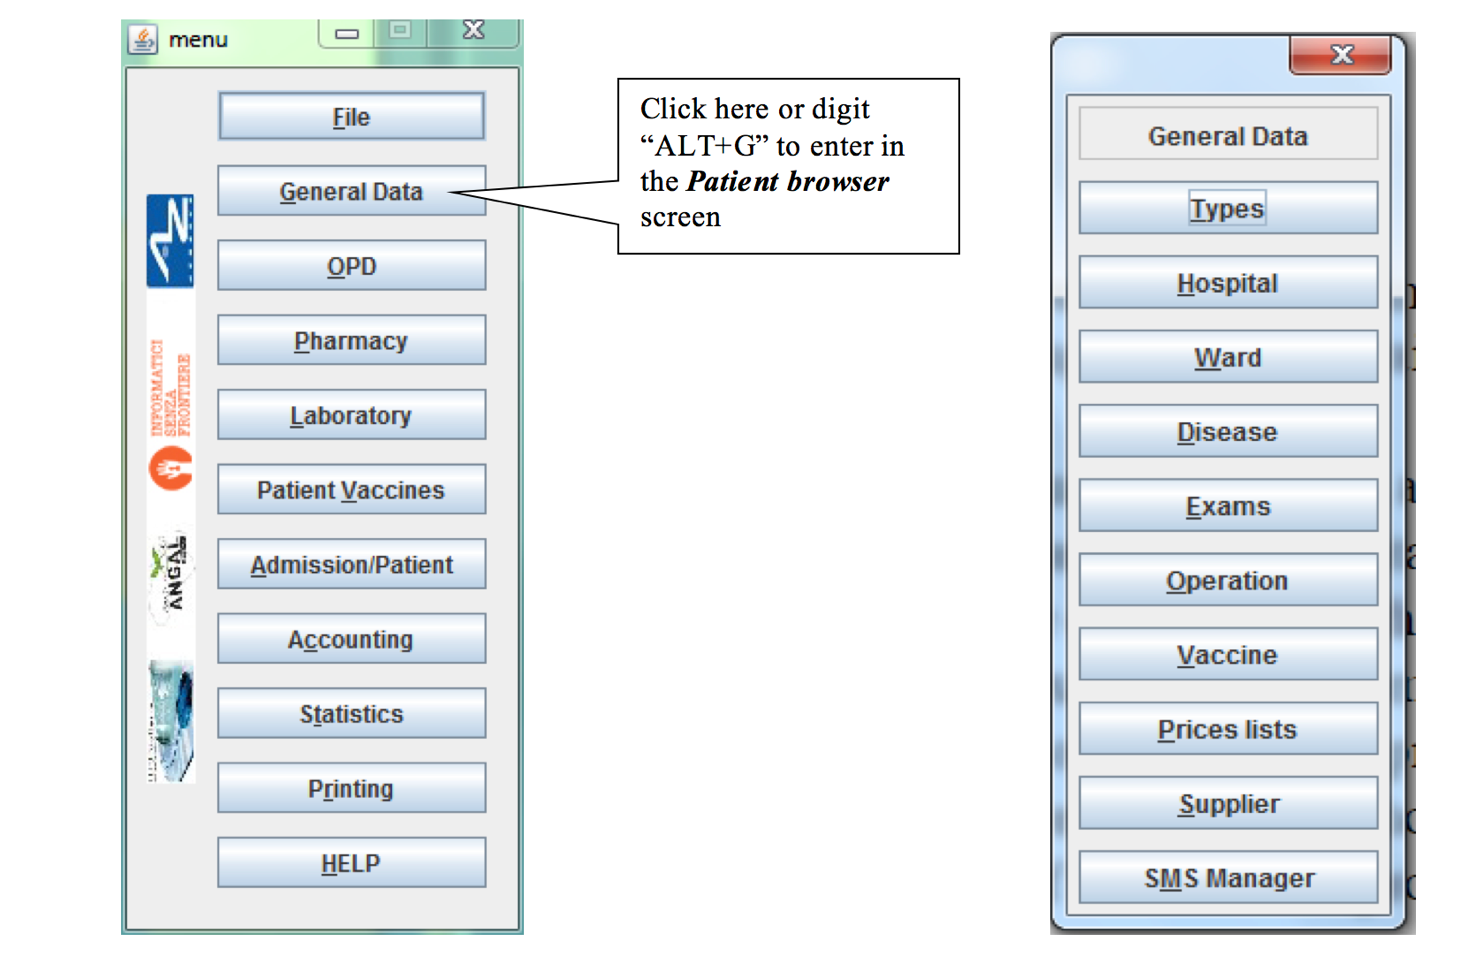 menu
File
General Data
OPD
Pharmacy
Laboratory
Patient Vaccines
Admission/Patient
Accounting
Statistics
Printing
HELP
INFORMATICI
SENZA
FRONTIERE
ANGAL
Click here or digit
“ALT+G” to enter in
the Patient browser
screen
General Data
Types
Hospital
Ward
Disease
Exams
Operation
Vaccine
Prices lists
Supplier
SMS Manager